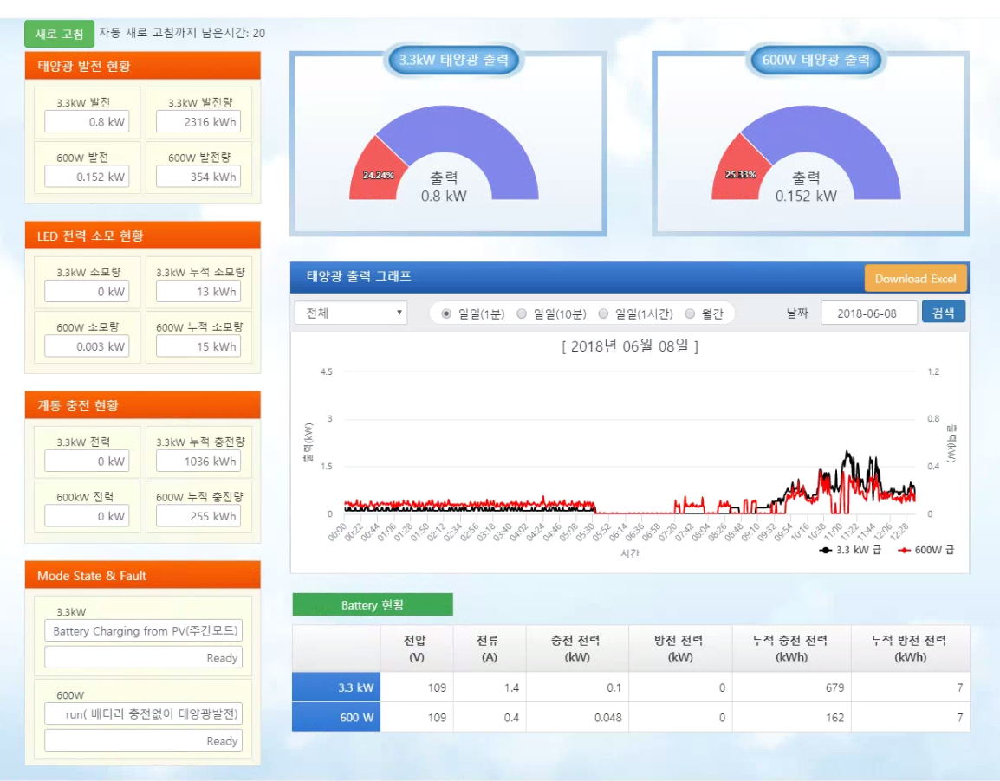 새로 고침
자동 새로 고침까지 남은시간: 20
태양광 발전 현황
3.3kW 발전
3.3kW 발전량
0.8 kW
2316 kWh
600W 발전
600W 발전량
0.152 kW
354 kWh
LED 전력 소모 현황
3.3kW 소모량
3.3kW 누적 소모량
0 kW
13 kWh
600W 소모량
600W 누적 소모량
0.003 kW
15 kWh
계통 충전 현황
3.3kW 전력
3.3kW 누적 충전량
0 kW
1036 kWh
600kW 전력
600W 누적 충전량
0 kW
255 kWh
Mode State & Fault
3.3kW
Battery Charging from PV(주간모드)
Ready
600W
run( 배터리 충전없이 태양광발전)
Ready
3.3kW 태양광 출력
24.24%
출력
0.8 kW
600W 태양광 출력
25.33%
출력
0.152 kW
태양광 출력 그래프
Download Excel
전체
일일(1분)
일일(10분)
일일(1시간)
월간
날짜
2018-06-08
검색
[ 2018년 06월 08일 ]
출력(kW)
4.5
3
1.5
0
1.2
0.8
0.4
0
출력(kW)
00:00
00:22
00:44
01:06
01:28
01:50
02:12
02:34
02:56
03:18
03:40
04:02
04:24
04:46
05:08
05:30
05:52
06:14
06:36
06:58
07:20
07:42
08:04
08:26
08:48
09:10
09:32
09:54
10:16
10:38
11:00
11:22
11:44
12:06
12:28
시간
3.3 kW 급
600W 급
Battery 현황
전압 (V)
전류 (A)
충전 전력 (kW)
방전 전력 (kW)
누적 충전 전력 (kWh)
누적 방전 전력 (kWh)
3.3 kW 109 1.4 0.1 0 679 7
600 W 109 0.4 0.048 0 162 7